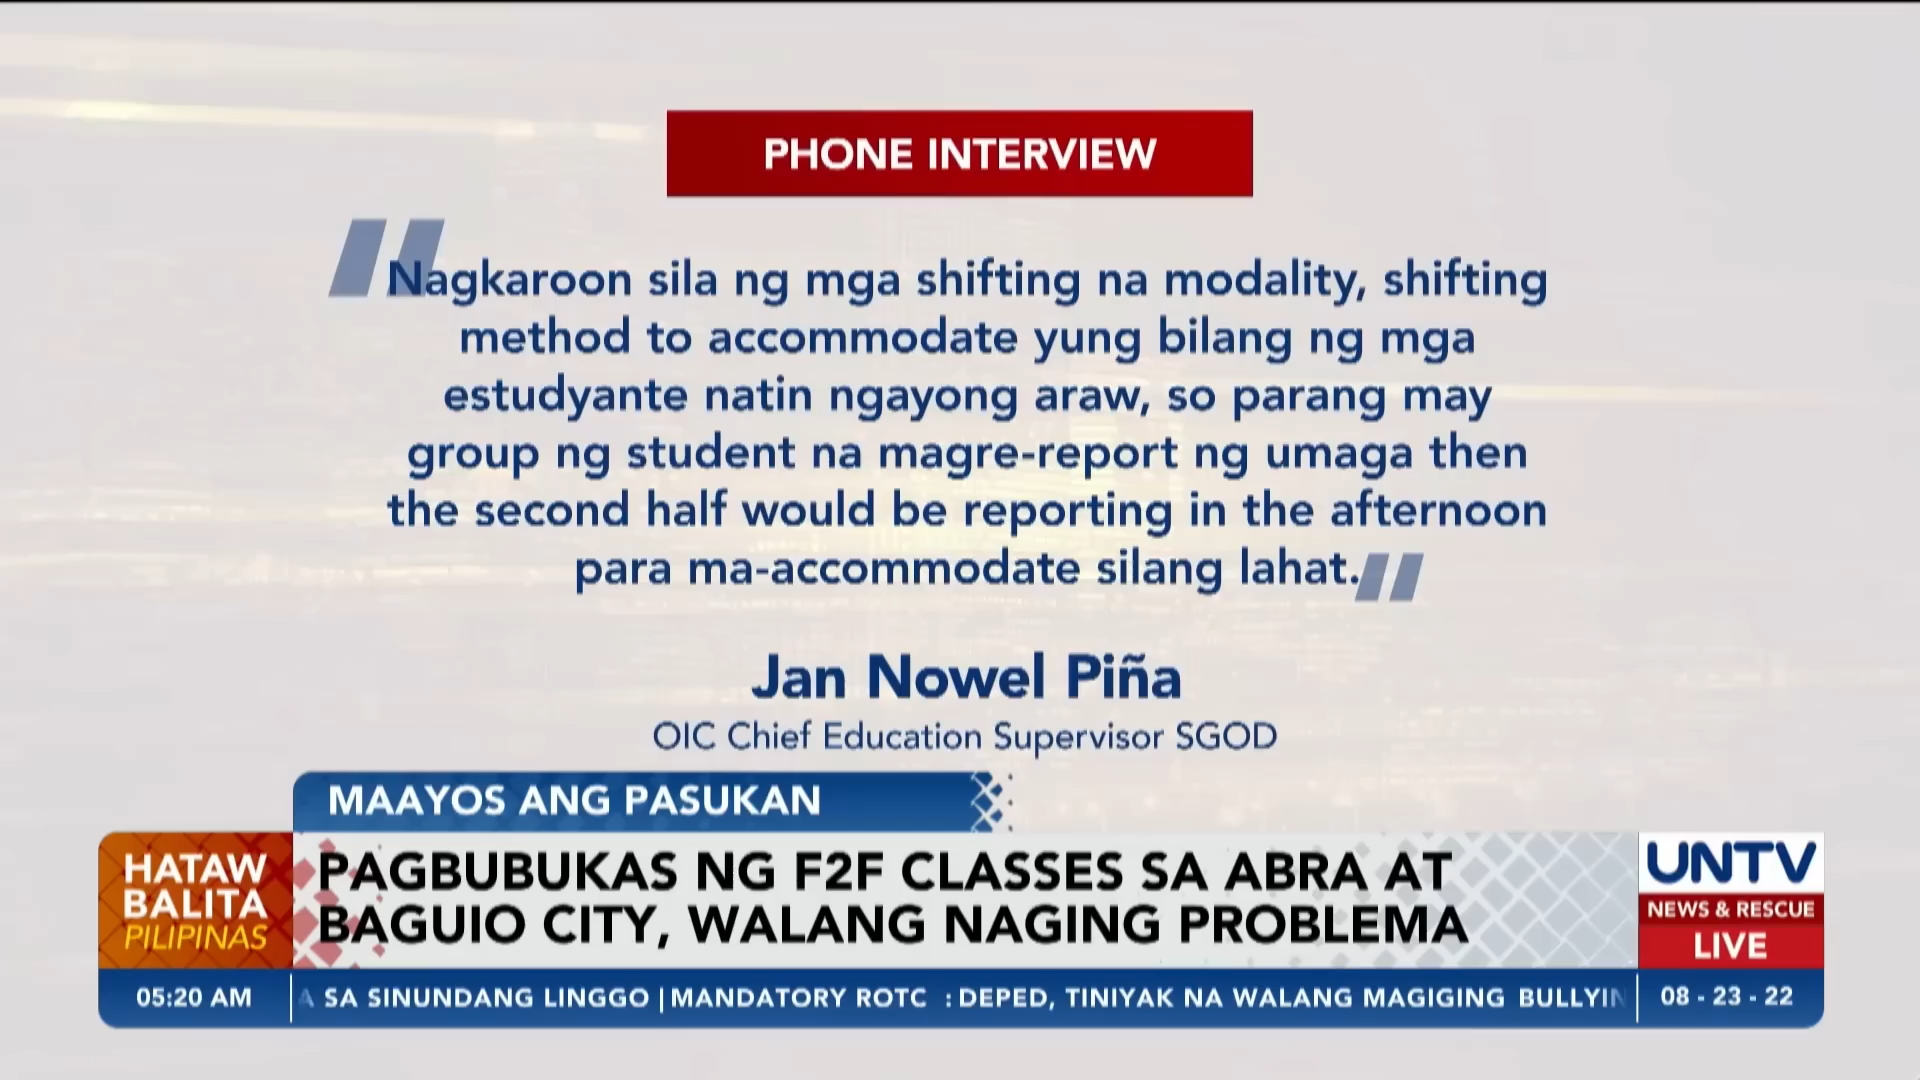 PHONE INTERVIEW
Nagkaroon sila ng mga shifting na modality, shifting
method to accommodate yung bilang ng mga
estudyante natin ngayong araw, so parang may
group ng student na magre-report ng umaga then
the second half would be reporting in the afternoon
para ma-accommodate silang lahat.
Jan Nowel Piña
OIC Chief Education Supervisor SGOD
MAAYOS ANG PASUKAN
HATAW
BALITA
PILIPINAS
PAGBUBUKAS NG F2F CLASSES SA ABRA AT
BAGUIO CITY, WALANG NAGING PROBLEMA
UNTV
NEWS & RESCUE
LIVE
05:20 AM
A SA SINUNDANG LINGGO | MANDATORY ROTC : DEPED, TINIYAK NA WALANG MAGIGING BULLYIN
08 - 23 - 22